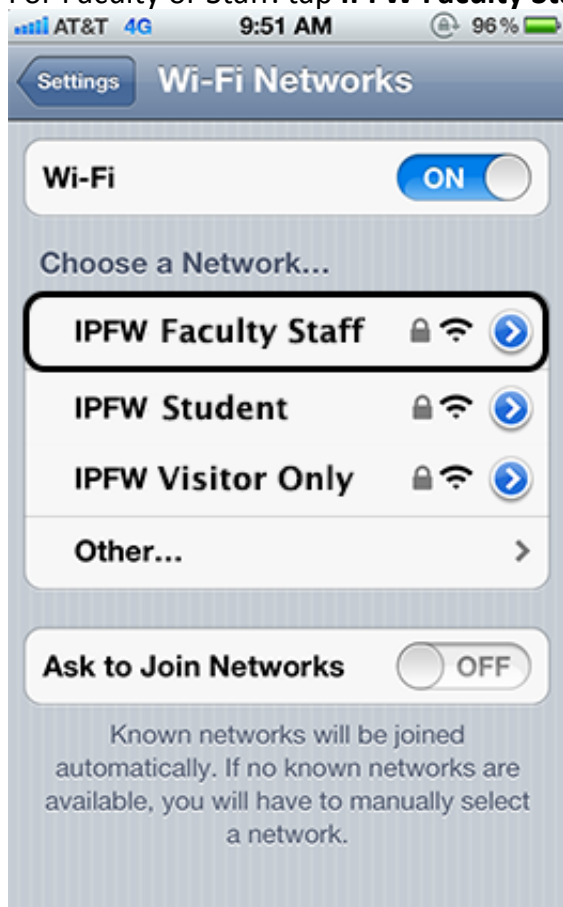 AT&T 4G 9:51 AM 96%
Settings Wi-Fi Networks
Wi-Fi ON
Choose a Network...
IPFW Faculty Staff
IPFW Student
IPFW Visitor Only
Other...
Ask to Join Networks OFF
Known networks will be joined
automatically. If no known networks are
available, you will have to manually select
a network.